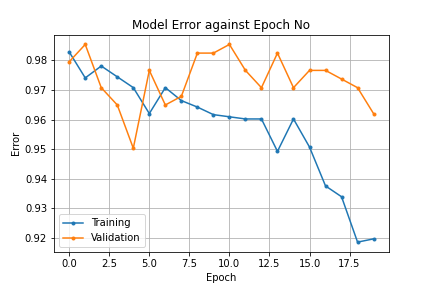 Model Error against Epoch No
Error
0.98
0.97
0.96
0.95
0.94
0.93
0.92
Training
Validation
0.0 2.5 5.0 7.5 10.0 12.5 15.0 17.5
Epoch